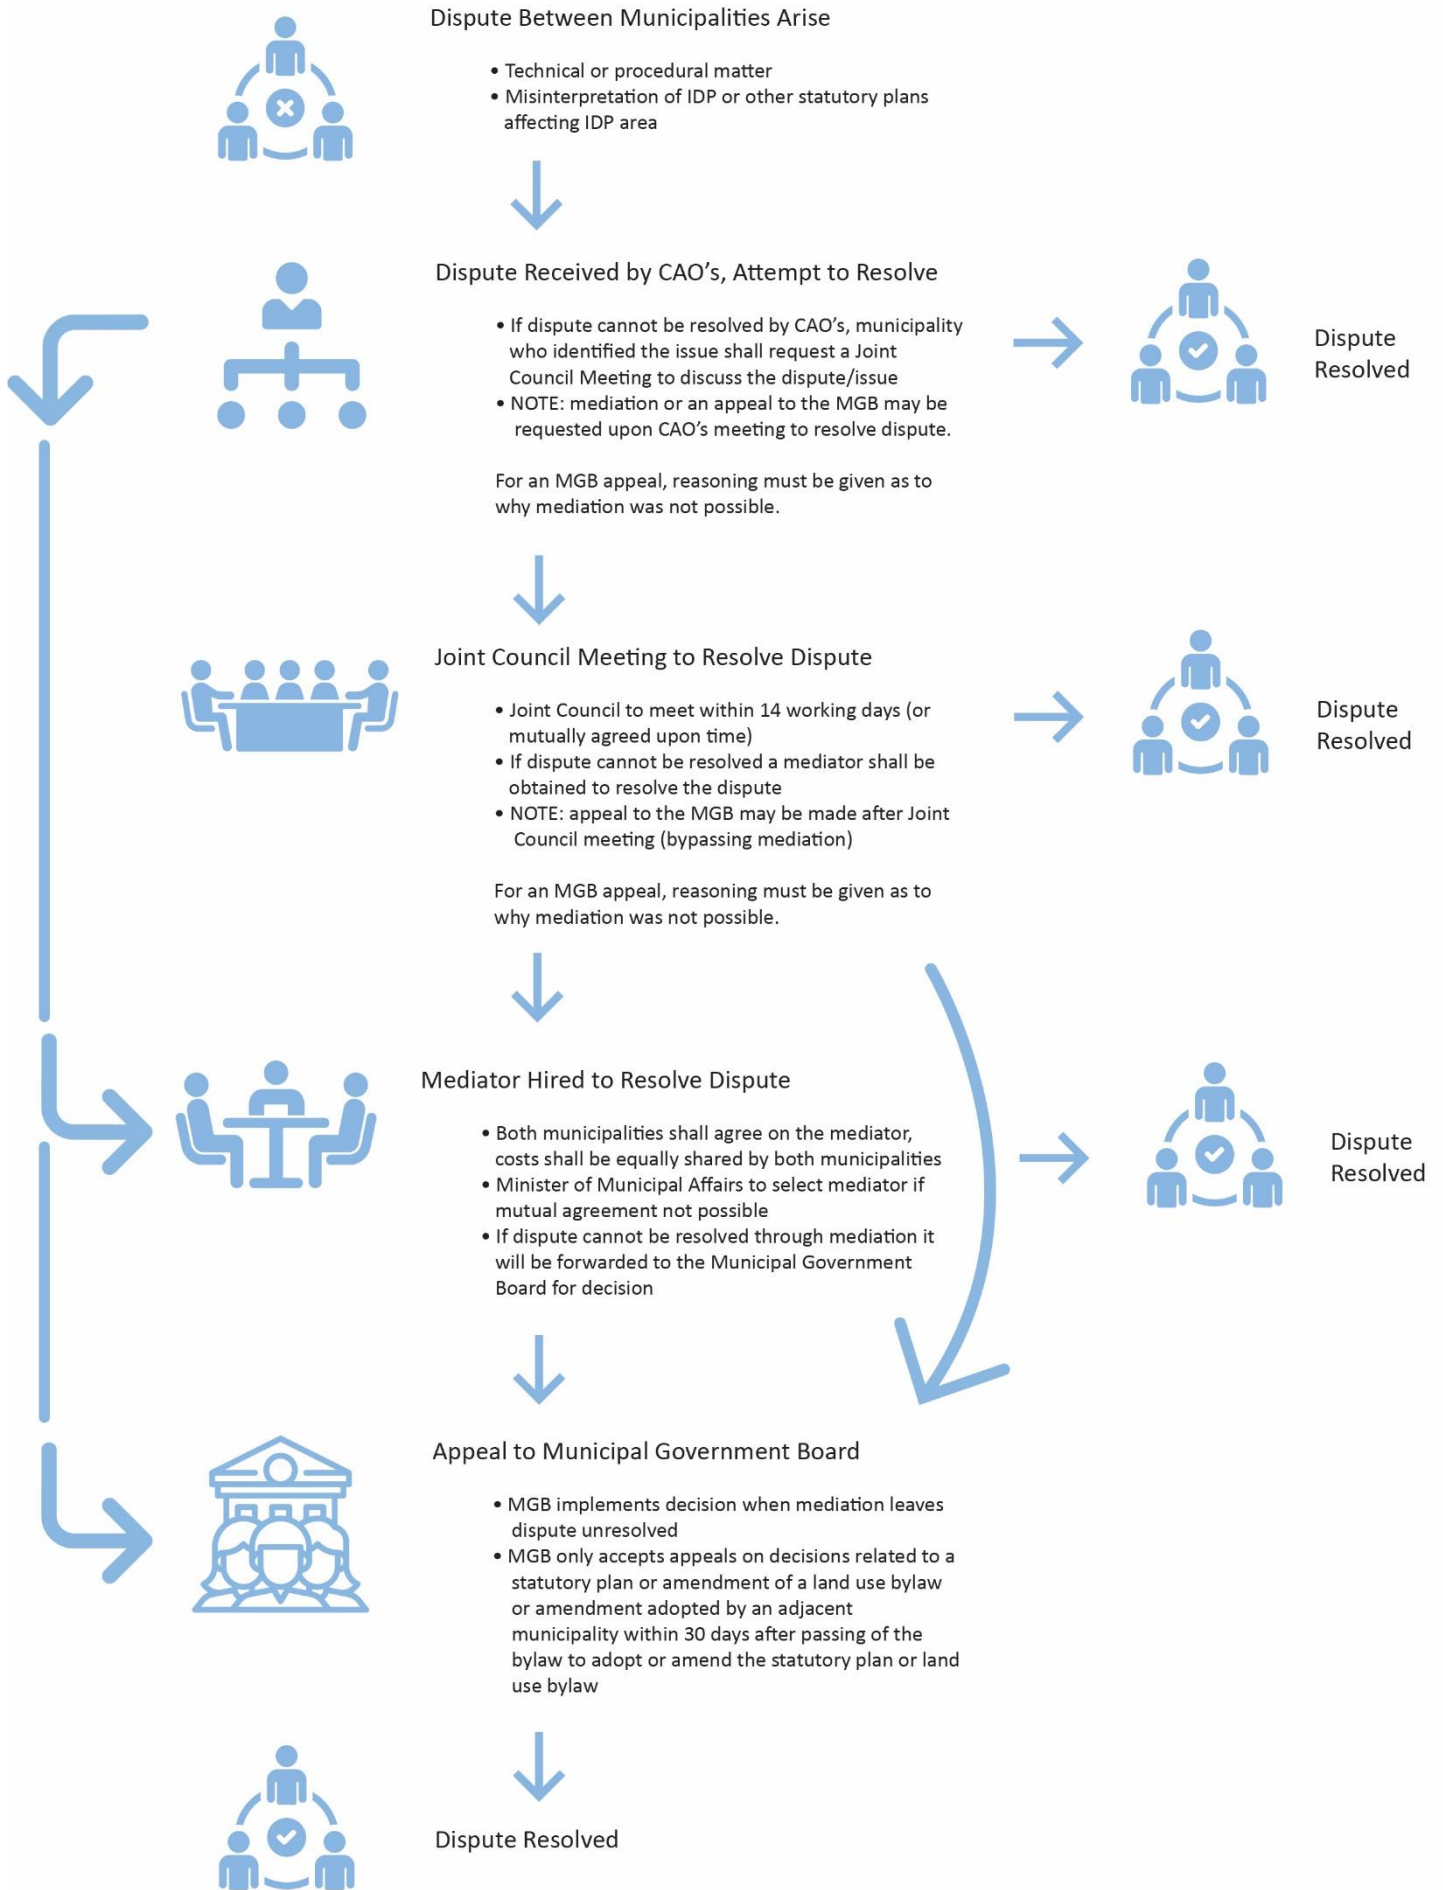 Dispute Between Municipalities Arise
• Technical or procedural matter
• Misinterpretation of IDP or other statutory plans
affecting IDP area
Dispute Received by CAO's, Attempt to Resolve
• If dispute cannot be resolved by CAO's, municipality
who identified the issue shall request a Joint
Council Meeting to discuss the dispute/issue
• NOTE: mediation or an appeal to the MGB may be
requested upon CAO's meeting to resolve dispute.
For an MGB appeal, reasoning must be given as to
why mediation was not possible.
Dispute
Resolved
Joint Council Meeting to Resolve Dispute
• Joint Council to meet within 14 working days (or
mutually agreed upon time)
• If dispute cannot be resolved a mediator shall be
obtained to resolve the dispute
• NOTE: appeal to the MGB may be made after Joint
Council meeting (bypassing mediation)
For an MGB appeal, reasoning must be given as to
why mediation was not possible.
Dispute
Resolved
Mediator Hired to Resolve Dispute
• Both municipalities shall agree on the mediator,
costs shall be equally shared by both municipalities
• Minister of Municipal Affairs to select mediator if
mutual agreement not possible
• If dispute cannot be resolved through mediation it
will be forwarded to the Municipal Government
Board for decision
Dispute
Resolved
Appeal to Municipal Government Board
• MGB implements decision when mediation leaves
dispute unresolved
• MGB only accepts appeals on decisions related to a
statutory plan or amendment of a land use bylaw
or amendment adopted by an adjacent
municipality within 30 days after passing of the
bylaw to adopt or amend the statutory plan or land
use bylaw
Dispute Resolved